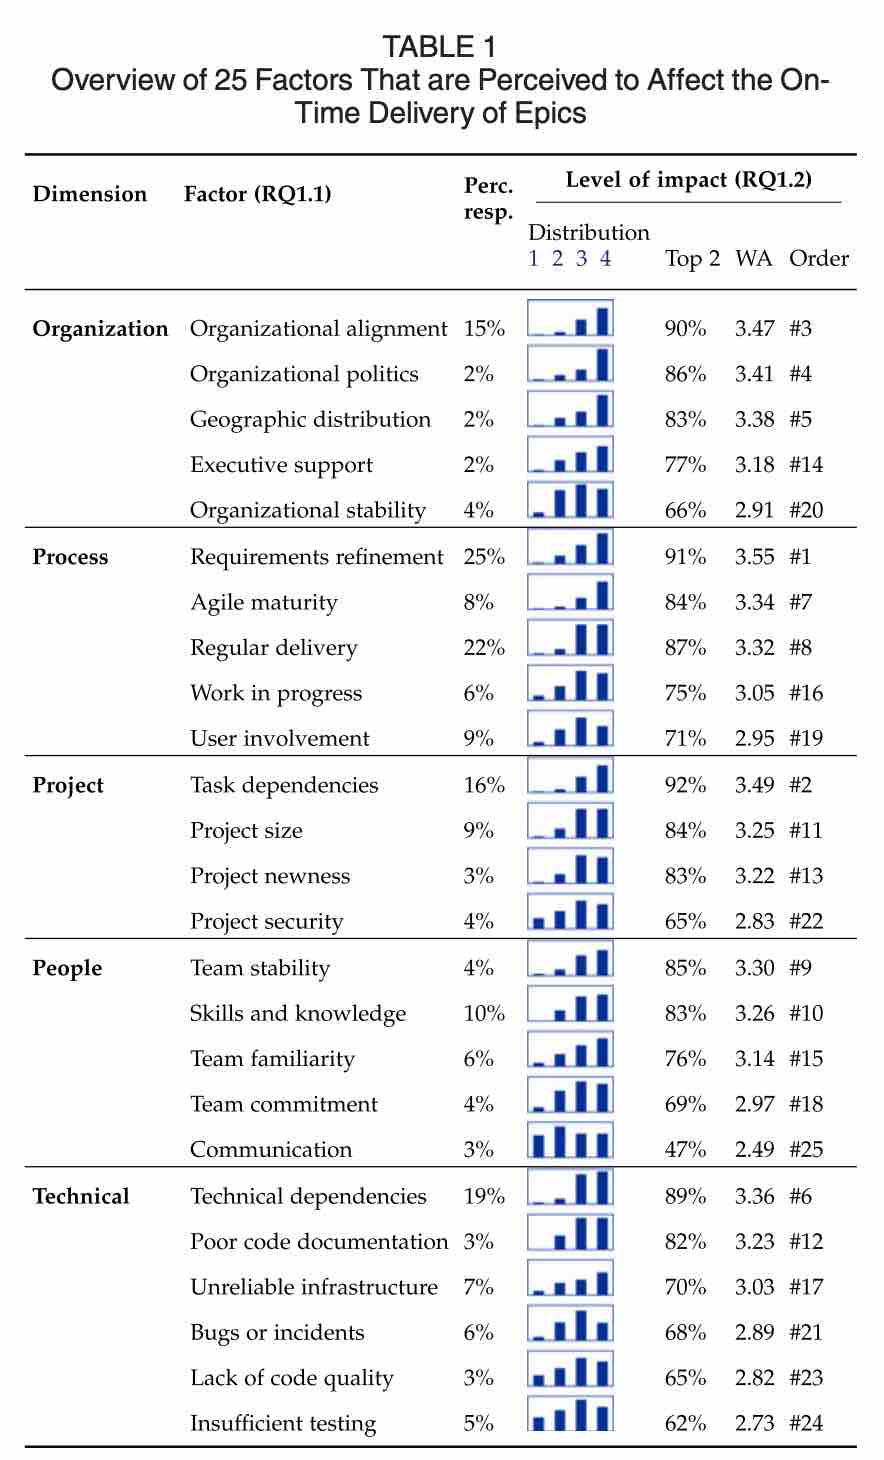 TABLE 1
Overview of 25 Factors That are Perceived to Affect the On-
Time Delivery of Epics
Dimension Factor (RQ1.1) Perc. resp. Level of impact (RQ1.2)
Distribution
1 2 3 4 Top 2 WA Order
Organization Organizational alignment 15% 90% 3.47 #3
Organizational politics 2% 86% 3.41 #4
Geographic distribution 2% 83% 3.38 #5
Executive support 2% 77% 3.18 #14
Organizational stability 4% 66% 2.91 #20
Process Requirements refinement 25% 91% 3.55 #1
Agile maturity 8% 84% 3.34 #7
Regular delivery 22% 87% 3.32 #8
Work in progress 6% 75% 3.05 #16
User involvement 9% 71% 2.95 #19
Project Task dependencies 16% 92% 3.49 #2
Project size 9% 84% 3.25 #11
Project newness 3% 83% 3.22 #13
Project security 4% 65% 2.83 #22
People Team stability 4% 85% 3.30 #9
Skills and knowledge 10% 83% 3.26 #10
Team familiarity 6% 76% 3.14 #15
Team commitment 4% 69% 2.97 #18
Communication 3% 47% 2.49 #25
Technical Technical dependencies 19% 89% 3.36 #6
Poor code documentation 3% 82% 3.23 #12
Unreliable infrastructure 7% 70% 3.03 #17
Bugs or incidents 6% 68% 2.89 #21
Lack of code quality 3% 65% 2.82 #23
Insufficient testing 5% 62% 2.73 #24